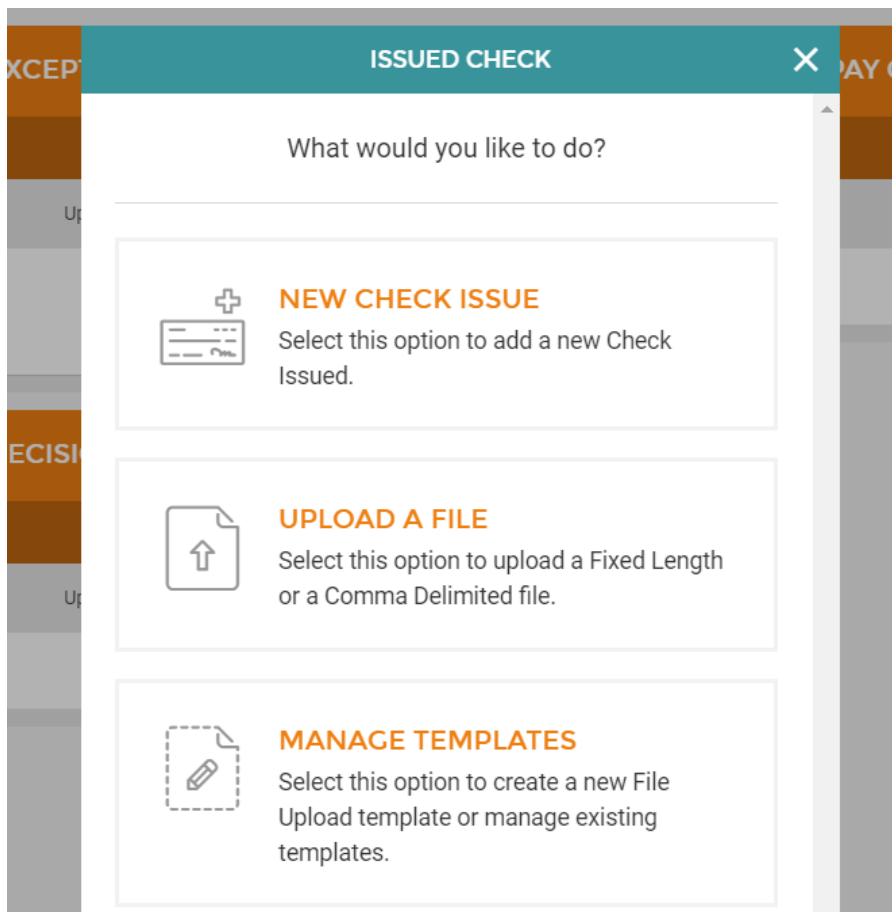 ISSUED CHECK
What would you like to do?
NEW CHECK ISSUE
Select this option to add a new Check
Issued.
UPLOAD A FILE
Select this option to upload a Fixed Length
or a Comma Delimited file.
MANAGE TEMPLATES
Select this option to create a new File
Upload template or manage existing
templates.